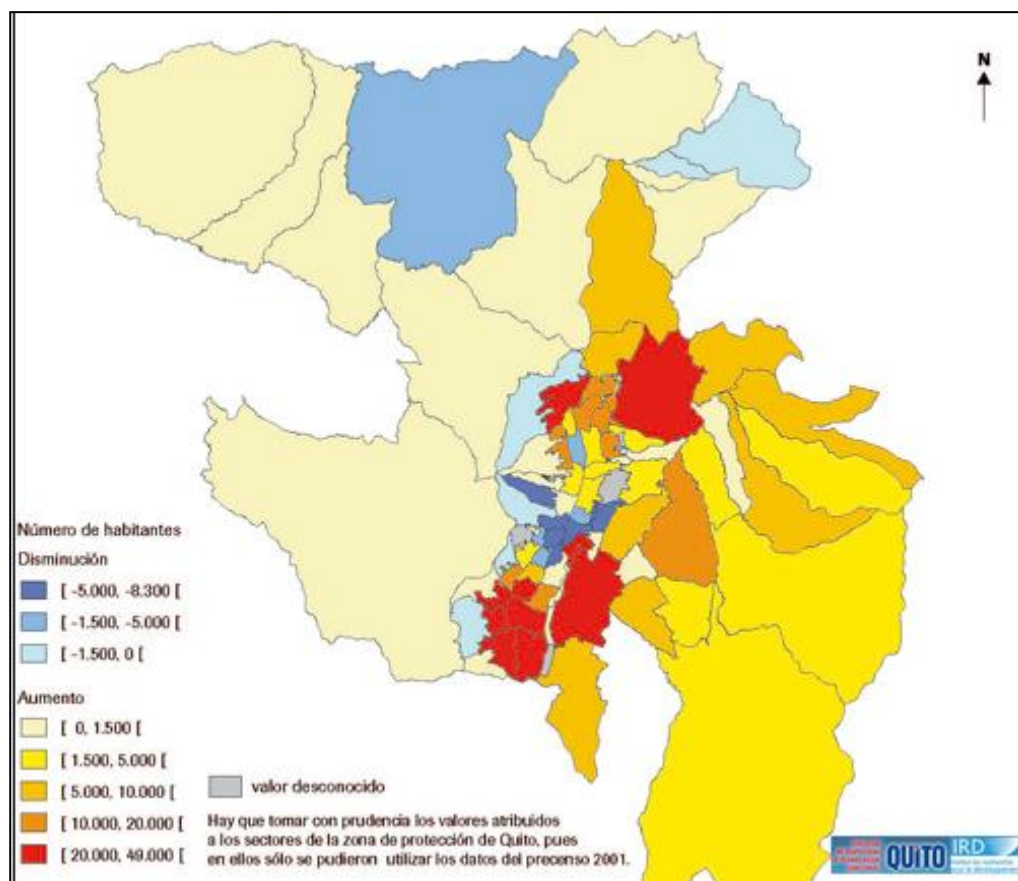 N
Número de habitantes
Disminución
[ -5.000, -8.300 [
[ -1.500, -5.000 [
[ -1.500, 0 [
Aumento
[ 0, 1.500 [
[ 1.500, 5.000 [
[ 5.000, 10.000 [
[ 10.000, 20.000 [
[ 20.000, 49.000 [
valor desconocido
Hay que tomar con prudencia los valores atribuidos
a los sectores de la zona de protección de Quito, pues
en ellos sólo se pudieron utilizar los datos del precenso 2001.
QUITO
IRD